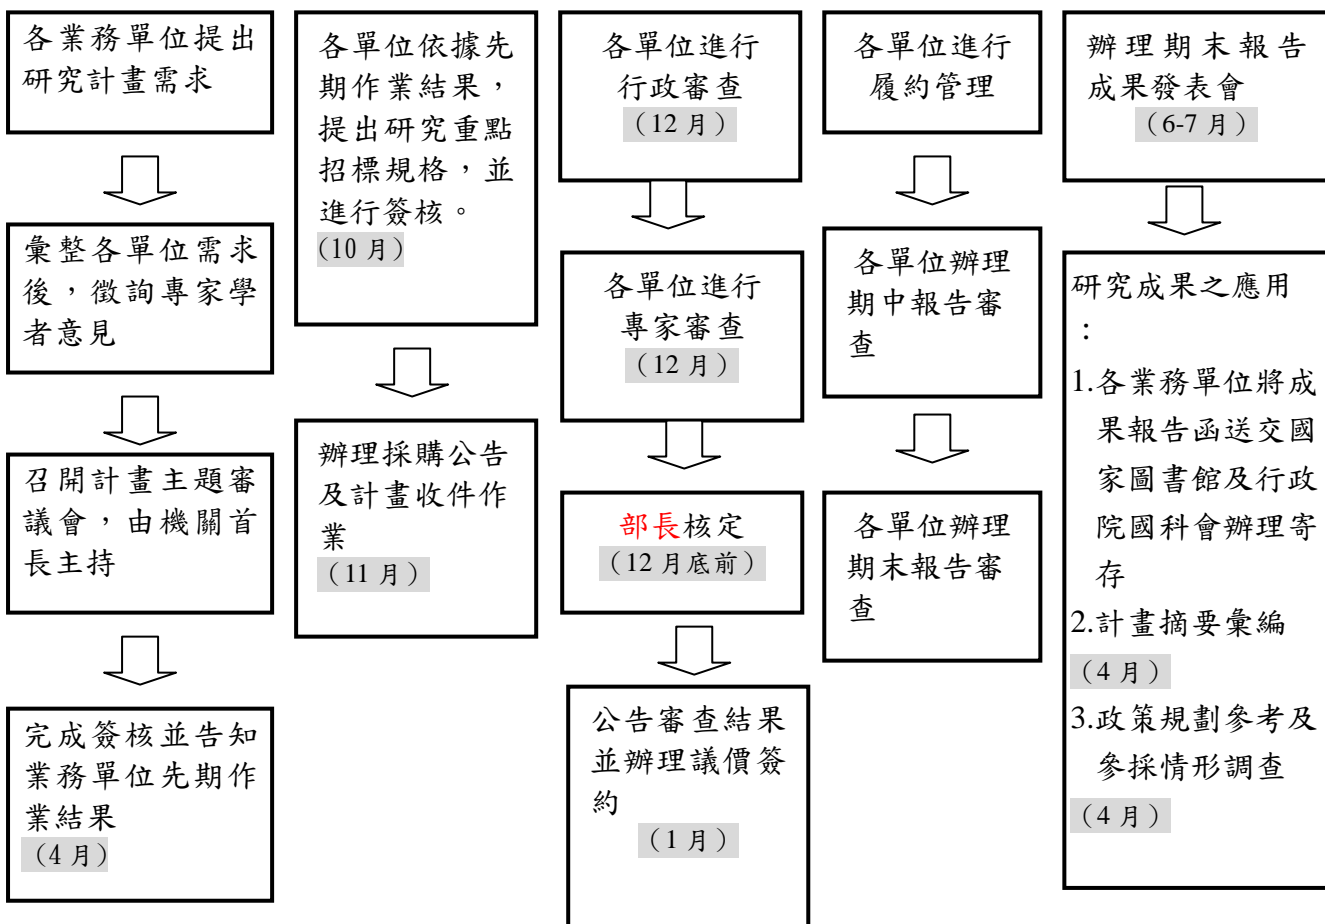 各業務單位提出
研究計畫需求
彙整各單位需求
後，徵詢專家學
者意見
召開計畫主題審
議會，由機關首
長主持
完成簽核並告知
業務單位先期作
業結果
（4 月）
各單位依據先
期作業結果，
提出研究重點
招標規格，並
進行簽核。
(10 月)
辦理採購公告
及計畫收件作
業
（11 月）
各單位進行
行政審查
（12 月）
各單位進行
專家審查
（12 月）
部長核定
（12 月底前）
公告審查結果
並辦理議價簽
約
（1 月）
各單位進行
履約管理
各單位辦理
期中報告審
查
各單位辦理
期末報告審
查
辦理期末報告
成果發表會
（6-7 月）
研究成果之應用
：
1.各業務單位將成
果報告函送交國
家圖書館及行政
院國科會辦理寄
存
2.計畫摘要彙編
（4 月）
3.政策規劃參考及
參採情形調查
（4 月）